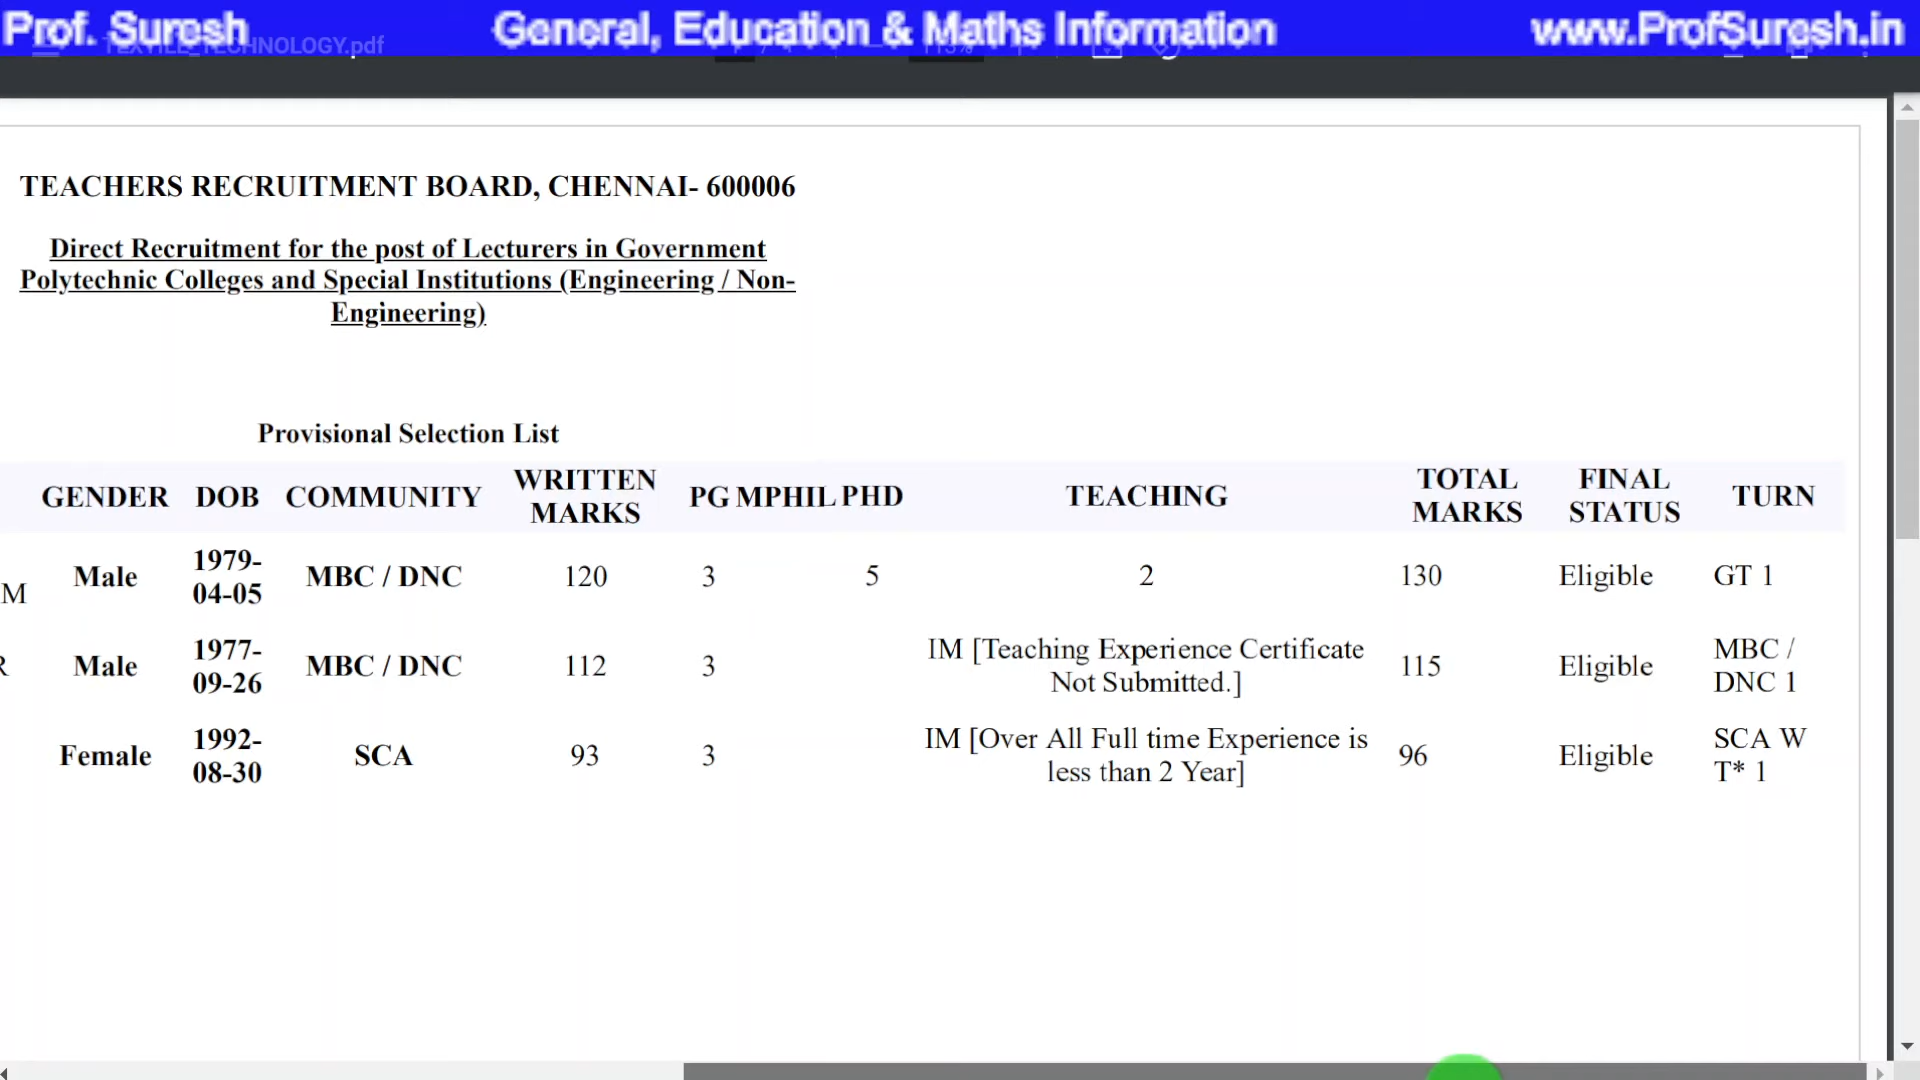 Prof. Suresh General, Education & Maths Information www.ProfSuresh.in
TEXTILE_TECHNOLOGY.pdf
TEACHERS RECRUITMENT BOARD, CHENNAI- 600006
Direct Recruitment for the post of Lecturers in Government
Polytechnic Colleges and Special Institutions (Engineering / Non-
Engineering)
Provisional Selection List
GENDER DOB COMMUNITY WRITTEN MARKS PG MPHIL PHD TEACHING TOTAL MARKS FINAL STATUS TURN
M Male 1979-04-05 MBC / DNC 120 3 5 2 130 Eligible GT 1
R Male 1977-09-26 MBC / DNC 112 3 IM [Teaching Experience Certificate Not Submitted.] 115 Eligible MBC / DNC 1
Female 1992-08-30 SCA 93 3 IM [Over All Full time Experience is less than 2 Year] 96 Eligible SCA W T* 1